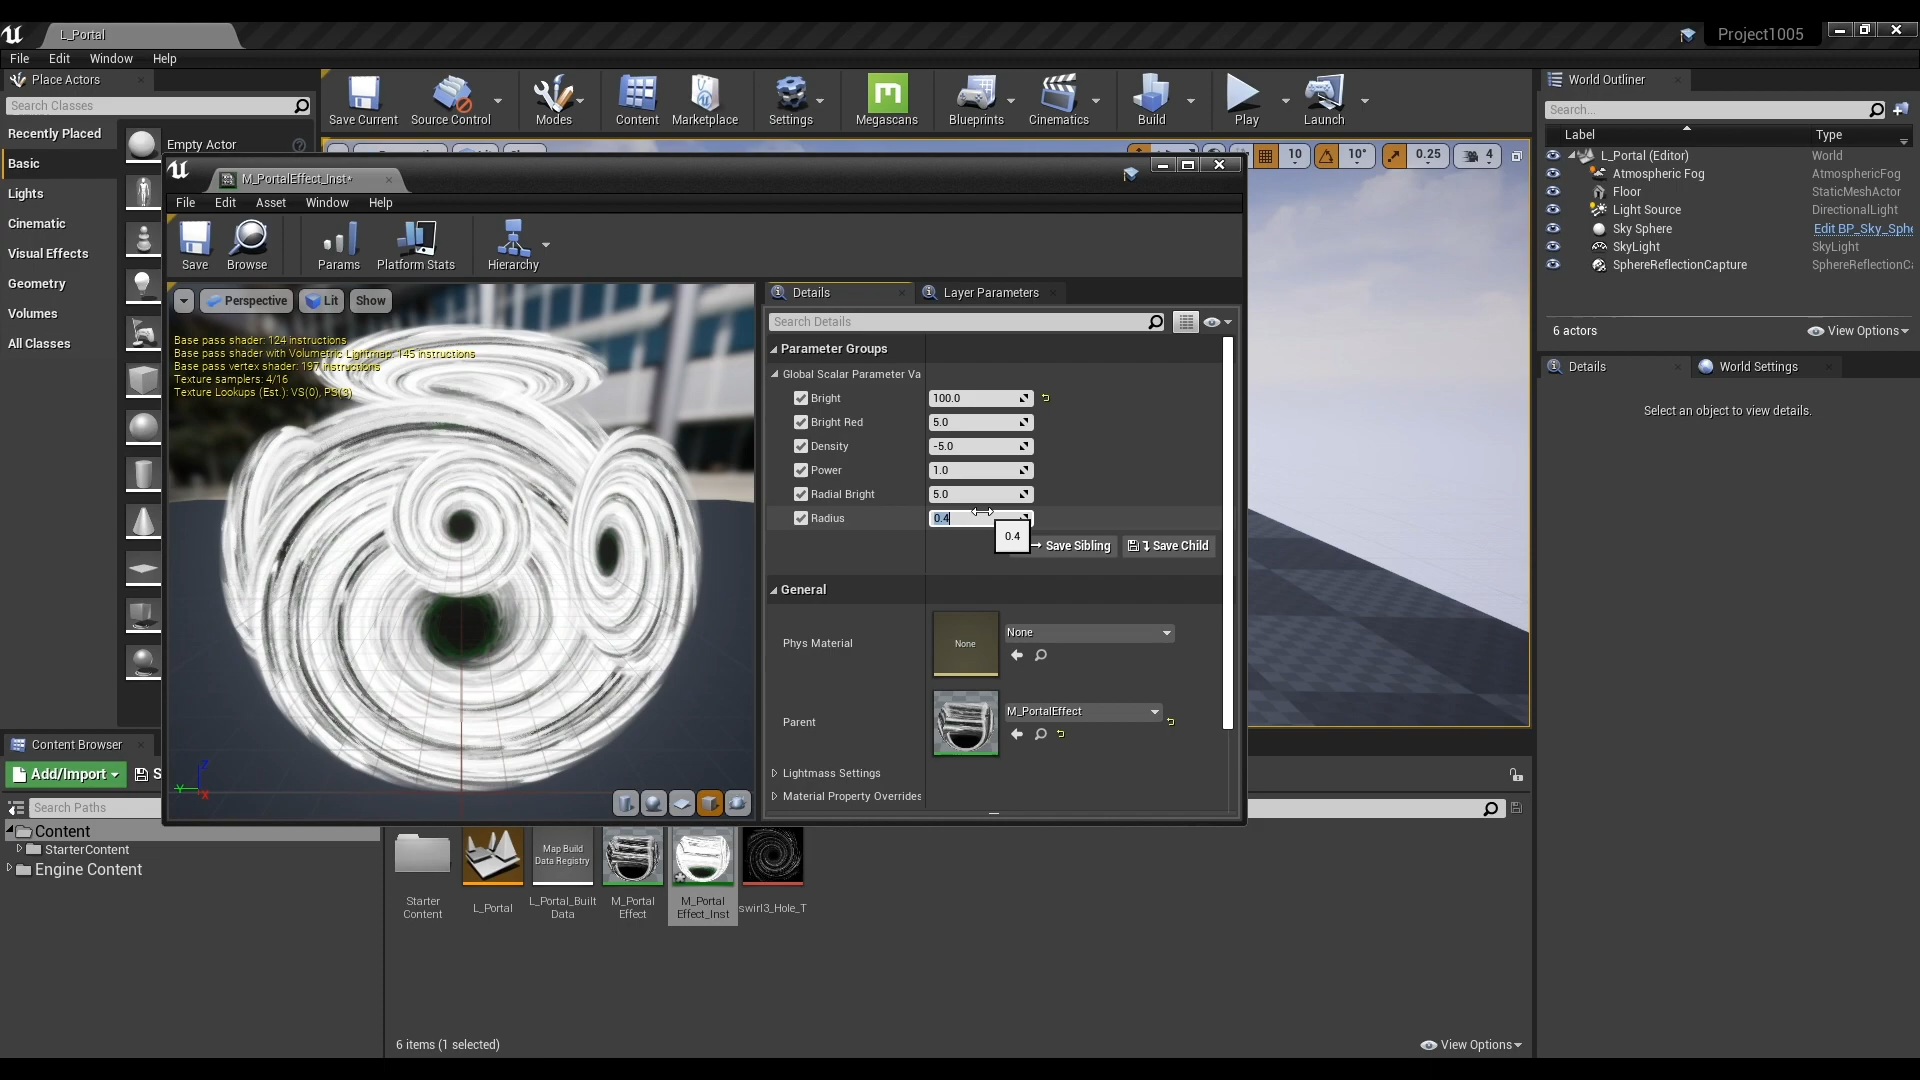 L_Portal
Project1005
File Edit Window Help
Place Actors
Search Classes
Recently Placed
Basic
Lights
Cinematic
Visual Effects
Geometry
Volumes
All Classes
Empty Actor
Save Current
Source Control
Modes
Content
Marketplace
Settings
Megascans
Blueprints
Cinematics
Build
Play
Launch
10
10°
0.25
4
M_PortalEffect_Inst*
File Edit Asset Window Help
Save
Browse
Params
Platform Stats
Hierarchy
Perspective
Lit
Show
Base pass shader: 124 instructions
Base pass shader with Volumetric Lightmap: 145 instructions
Base pass vertex shader: 197 instructions
Texture samplers: 4/16
Texture Lookups (Est.): VS(0), PS(3)
Z
Y
X
Details
Layer Parameters
Search Details
Parameter Groups
Global Scalar Parameter Va
Bright 100.0
Bright Red 5.0
Density -5.0
Power 1.0
Radial Bright 5.0
Radius 0.4
0.4
Save Sibling
Save Child
General
Phys Material
None
None
Parent
M_PortalEffect
Lightmass Settings
Material Property Overrides
World Outliner
Search...
Label Type
L_Portal (Editor) World
Atmospheric Fog AtmosphericFog
Floor StaticMeshActor
Light Source DirectionalLight
Sky Sphere Edit BP_Sky_Sphe
SkyLight SkyLight
SphereReflectionCapture SphereReflectionCa
6 actors
View Options
Details
World Settings
Select an object to view details.
Content Browser
Add/Import
S
Search Paths
Content
StarterContent
Engine Content
Starter
Content
L_Portal
Map Build
Data Registry
L_Portal_Built
Data
M_Portal
Effect
M_Portal
Effect_Inst
swirl3_Hole_T
6 items (1 selected)
View Options